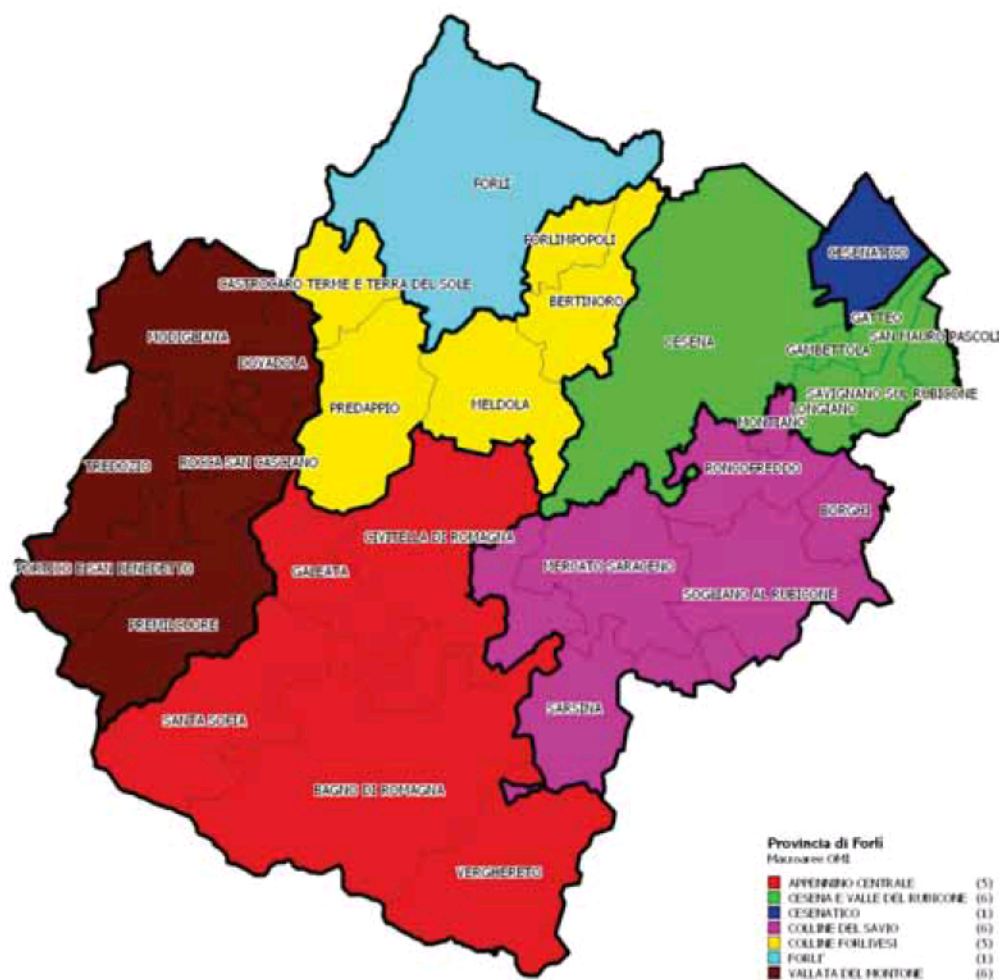 FORLI
FORLIMPOPOLI
CESENATICO
CASTROCARO TERME E TERRA DEL SOLE
BERTINORO
GATTEO
MODIGLIANA
SAN MAURO PASCOLI
CESENA
GAMBETTOLA
DOVADOLA
SAVIGNANO SUL RUBICONE
PREDAPPIO
MELDOLA
LONGIANO
MONTIANO
ROCCA SAN CASCIANO
TREDOZIO
RONCOFREDDO
BORGHI
CIVITELLA DI ROMAGNA
PORTICO E SAN BENEDETTO
GALEATA
MERCATO SARACENO
SOGLIANO AL RUBICONE
PREMILCUORE
SARSINA
SANTA SOFIA
BAGNO DI ROMAGNA
VERGHERETO
Provincia di Forlì
Macroaree OMI
APPENNINO CENTRALE (5)
CESENA E VALLE DEL RUBICONE (6)
CESENATICO (1)
COLLINE DEL SAVIO (6)
COLLINE FORLIVESI (5)
FORLI' (1)
VALLATA DEL MONTONE (6)